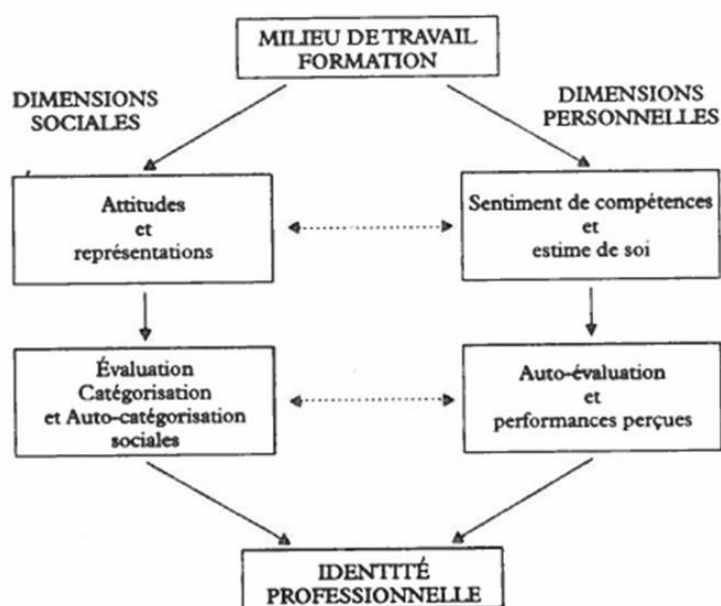 MILIEU DE TRAVAIL
FORMATION
DIMENSIONS
SOCIALES
DIMENSIONS
PERSONNELLES
Attitudes
et
représentations
Sentiment de compétences
et
estime de soi
Évaluation
Catégorisation
et Auto-catégorisation
sociales
Auto-évaluation
et
performances perçues
IDENTITÉ
PROFESSIONNELLE